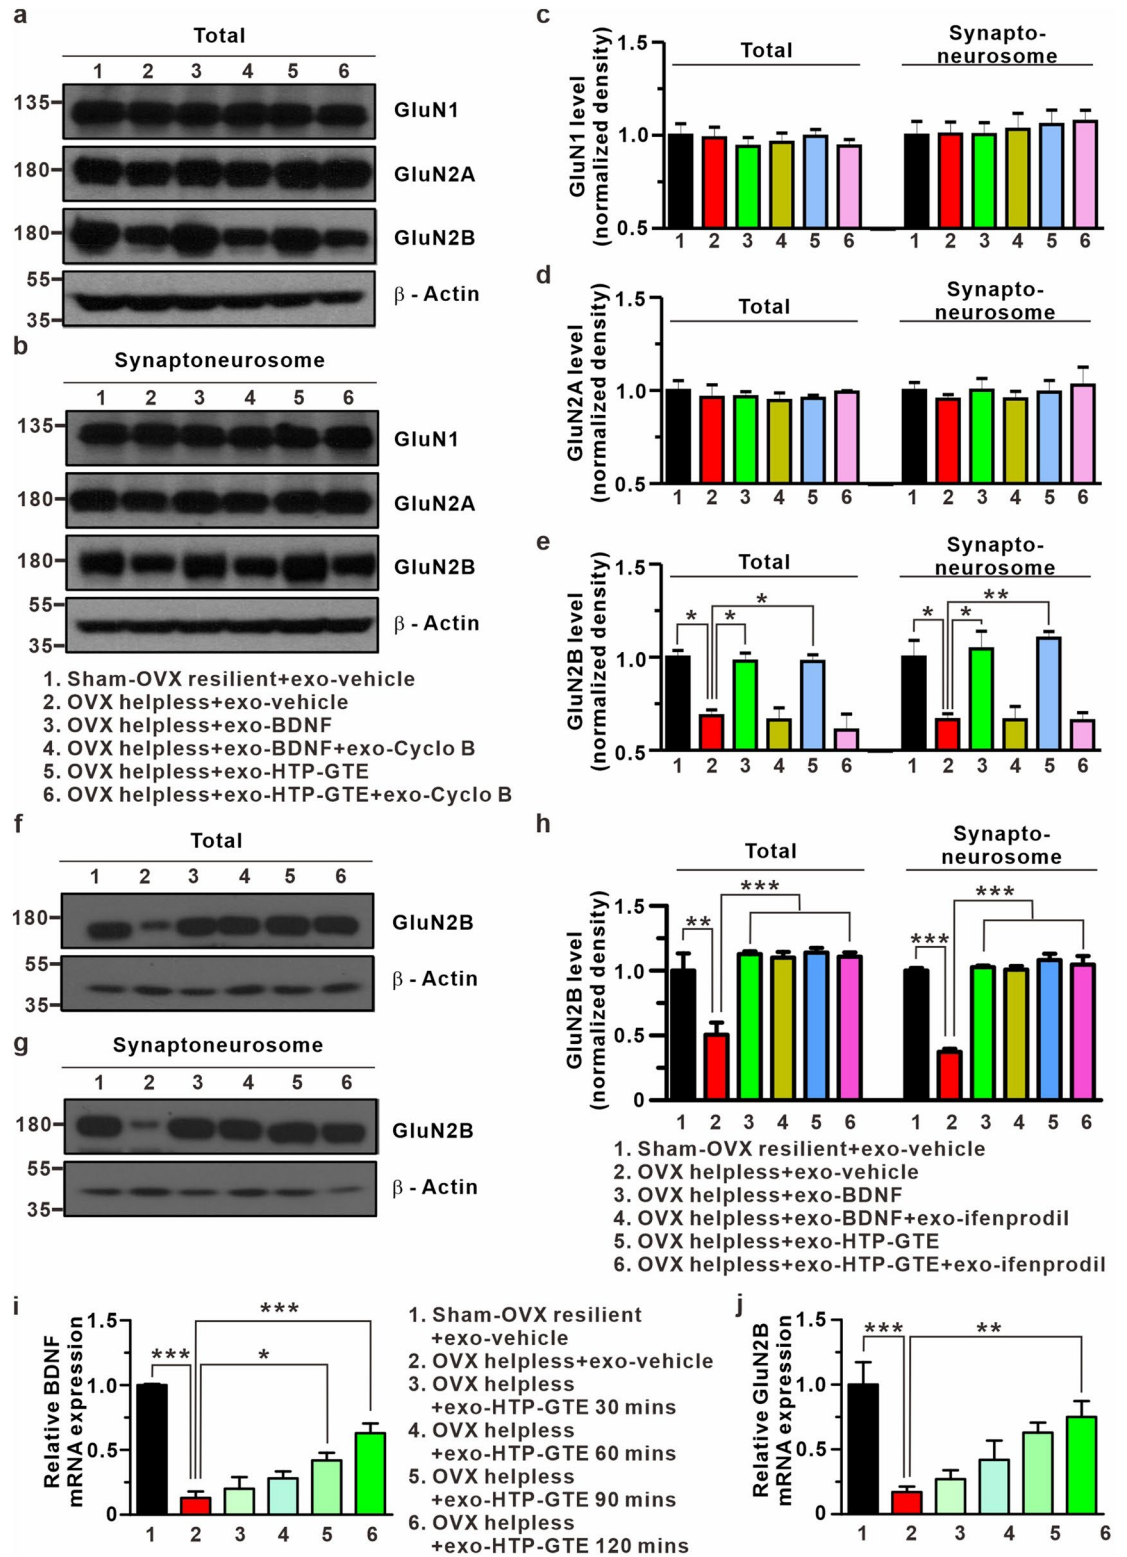 a
Total
1 2 3 4 5 6
135
GluN1
180
GluN2A
180
GluN2B
55
β - Actin
35
b
Synaptoneurosome
1 2 3 4 5 6
135
GluN1
180
GluN2A
180
GluN2B
55
β - Actin
35
1. Sham-OVX resilient+exo-vehicle
2. OVX helpless+exo-vehicle
3. OVX helpless+exo-BDNF
4. OVX helpless+exo-BDNF+exo-Cyclo B
5. OVX helpless+exo-HTP-GTE
6. OVX helpless+exo-HTP-GTE+exo-Cyclo B
c
GluN1 level
(normalized density)
1.5
1.0
0.5
Total
Synapto-
neurosome
1 2 3 4 5 6 1 2 3 4 5 6
d
GluN2A level
(normalized density)
1.5
1.0
0.5
Total
Synapto-
neurosome
1 2 3 4 5 6 1 2 3 4 5 6
e
GluN2B level
(normalized density)
1.5
1.0
0.5
Total
Synapto-
neurosome
* * *
* * **
1 2 3 4 5 6 1 2 3 4 5 6
f
Total
1 2 3 4 5 6
180
GluN2B
55
β - Actin
35
g
Synaptoneurosome
1 2 3 4 5 6
180
GluN2B
55
β - Actin
35
h
GluN2B level
(normalized density)
1.5
1.0
0.5
0
Total
Synapto-
neurosome
** ***
*** ***
1 2 3 4 5 6 1 2 3 4 5 6
1. Sham-OVX resilient+exo-vehicle
2. OVX helpless+exo-vehicle
3. OVX helpless+exo-BDNF
4. OVX helpless+exo-BDNF+exo-ifenprodil
5. OVX helpless+exo-HTP-GTE
6. OVX helpless+exo-HTP-GTE+exo-ifenprodil
i
Relative BDNF
mRNA expression
1.5
1.0
0.5
0
*** * ***
1 2 3 4 5 6
1. Sham-OVX resilient
+exo-vehicle
2. OVX helpless+exo-vehicle
3. OVX helpless
+exo-HTP-GTE 30 mins
4. OVX helpless
+exo-HTP-GTE 60 mins
5. OVX helpless
+exo-HTP-GTE 90 mins
6. OVX helpless
+exo-HTP-GTE 120 mins
j
Relative GluN2B
mRNA expression
1.5
1.0
0.5
0
*** **
1 2 3 4 5 6